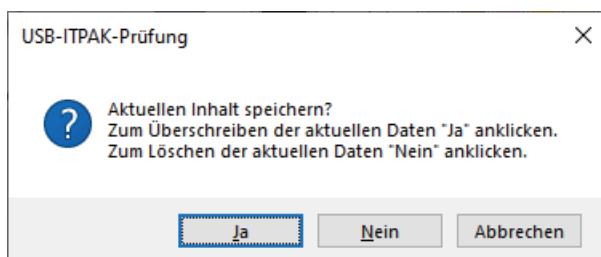 USB-ITPAK-Prüfung
Aktuellen Inhalt speichern?
Zum Überschreiben der aktuellen Daten "Ja" anklicken.
Zum Löschen der aktuellen Daten "Nein" anklicken.
Ja Nein Abbrechen